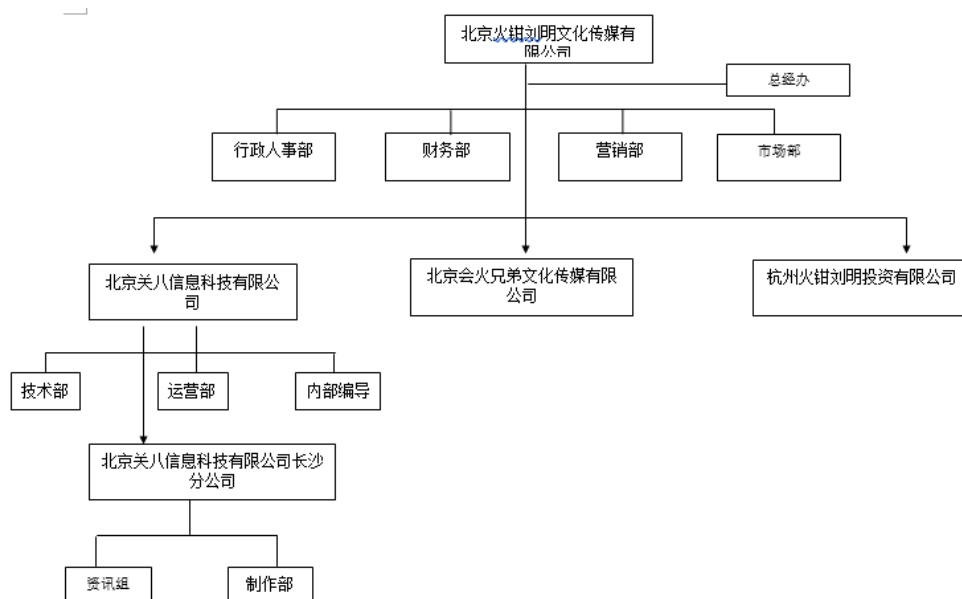 北京火钳刘明文化传媒有
限公司
总经办
行政人事部
财务部
营销部
市场部
北京关八信息科技有限公
司
北京会火兄弟文化传媒有限
公司
杭州火钳刘明投资有限公司
技术部
运营部
内部编导
北京关八信息科技有限公司长沙
分公司
资讯组
制作部